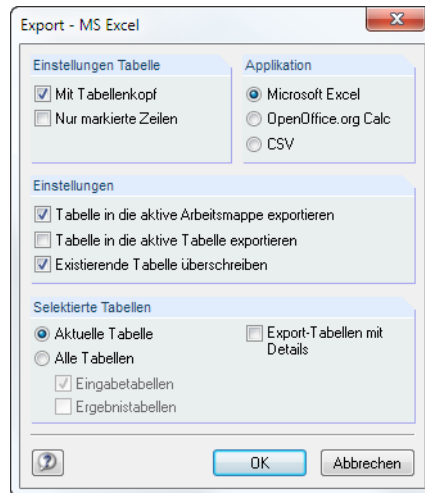 Export - MS Excel
Einstellungen Tabelle
Mit Tabellenkopf
Nur markierte Zeilen
Applikation
Microsoft Excel
OpenOffice.org Calc
CSV
Einstellungen
Tabelle in die aktive Arbeitsmappe exportieren
Tabelle in die aktive Tabelle exportieren
Existierende Tabelle überschreiben
Selektierte Tabellen
Aktuelle Tabelle
Alle Tabellen
Eingabetabellen
Ergebnistabellen
Export-Tabellen mit
Details
OK
Abbrechen